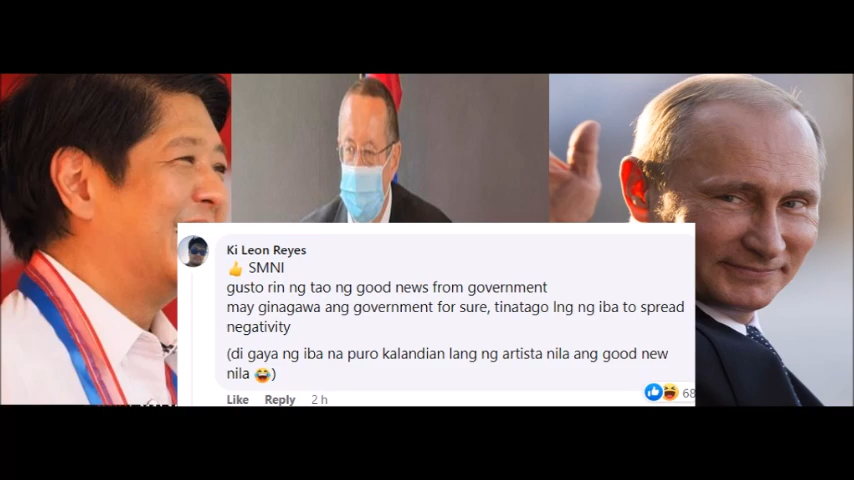 Ki Leon Reyes
👍 SMNI
gusto rin ng tao ng good news from government
may ginagawa ang government for sure, tinatago lng ng iba to spread
negativity
(di gaya ng iba na puro kalandian lang ng artista nila ang good new
nila 😂)
Like Reply 2 h
68